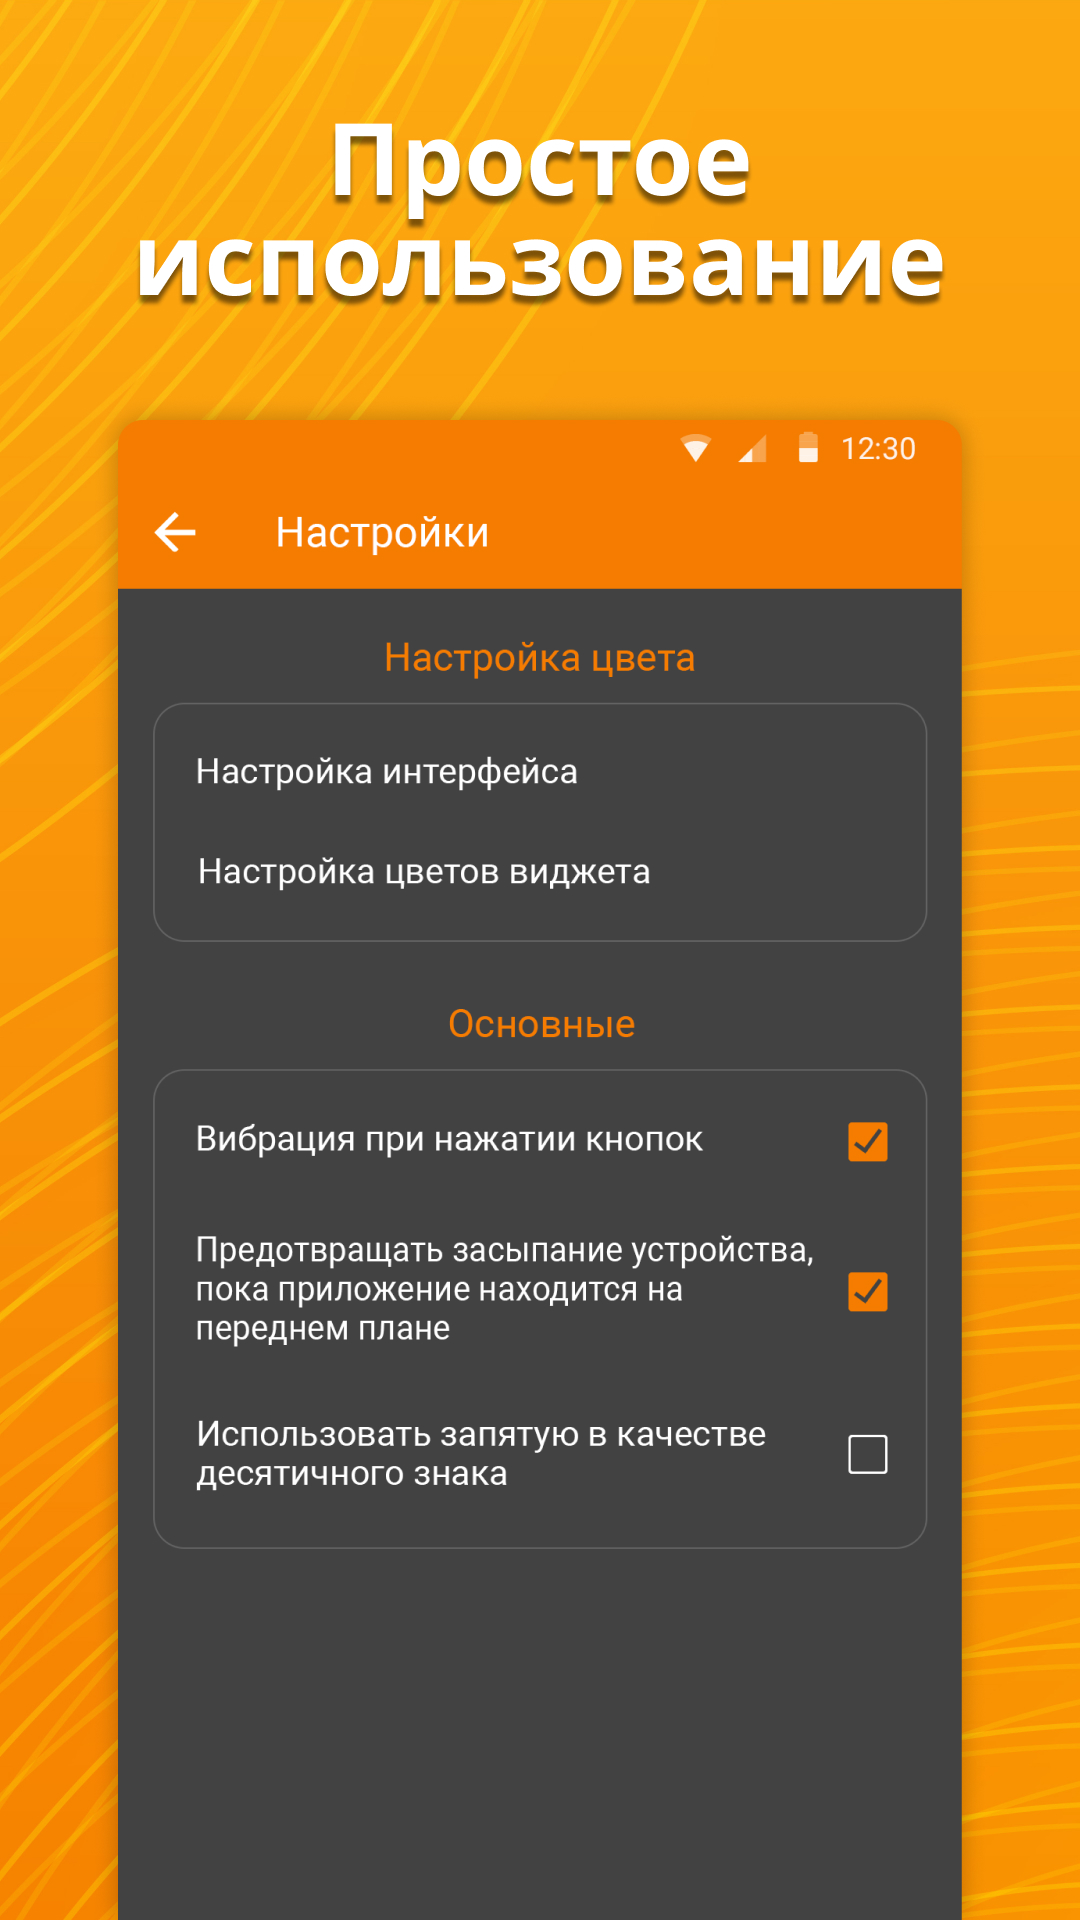 Простое
использование
12:30
Настройки
Настройка цвета
Настройка интерфейса
Настройка цветов виджета
Основные
Вибрация при нажатии кнопок
Предотвращать засыпание устройства,
пока приложение находится на
переднем плане
Использовать запятую в качестве
десятичного знака